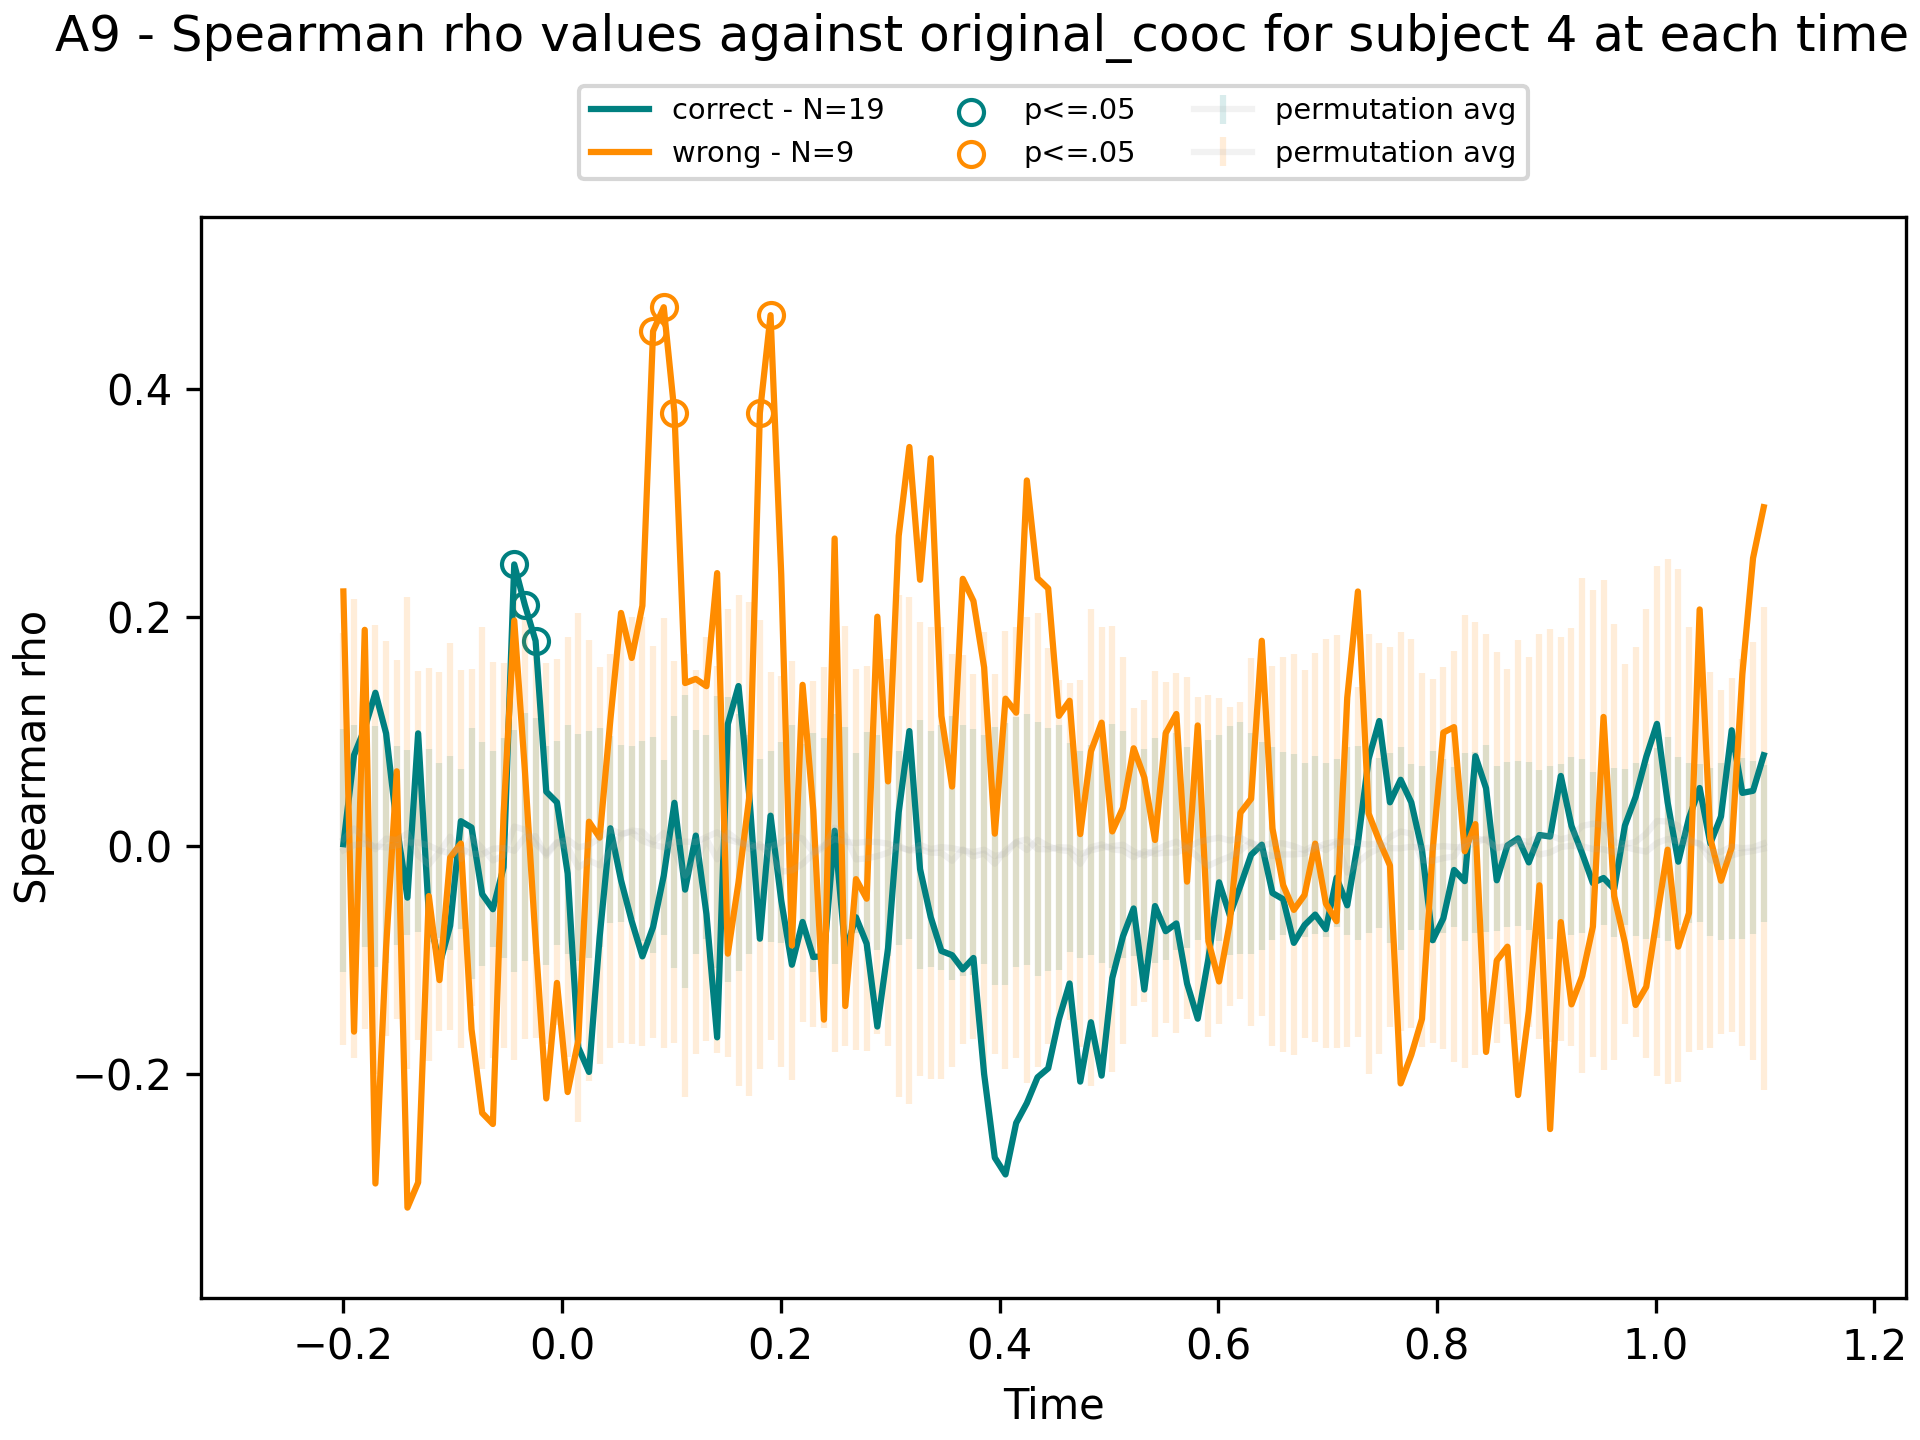 A9 - Spearman rho values against original_cooc for subject 4 at each time
correct - N=19
wrong - N=9
p<=.05
p<=.05
permutation avg
permutation avg
Spearman rho
0.4
0.2
0.0
−0.2
−0.2
0.0
0.2
0.4
0.6
0.8
1.0
1.2
Time